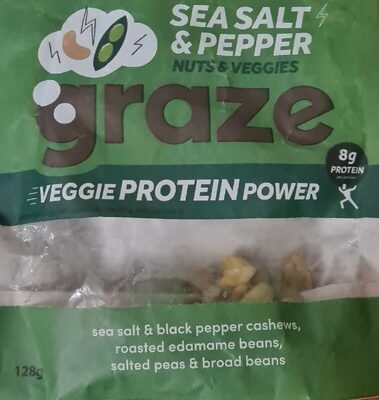 SEA SALT
& PEPPER
NUTS & VEGGIES
graze
8g
PROTEIN
VEGGIE PROTEIN POWER
sea salt & black pepper cashews,
roasted edamame beans,
salted peas & broad beans
128g